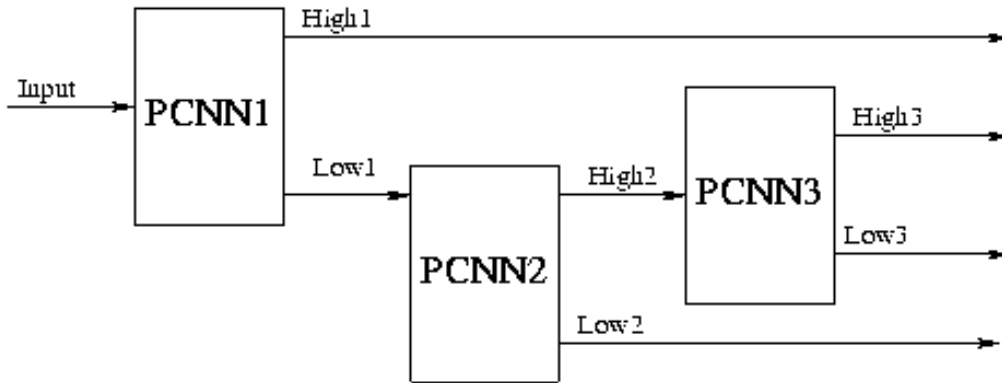 High1
Input
PCNN1
High3
Low1
High2
PCNN3
Low3
PCNN2
Low2